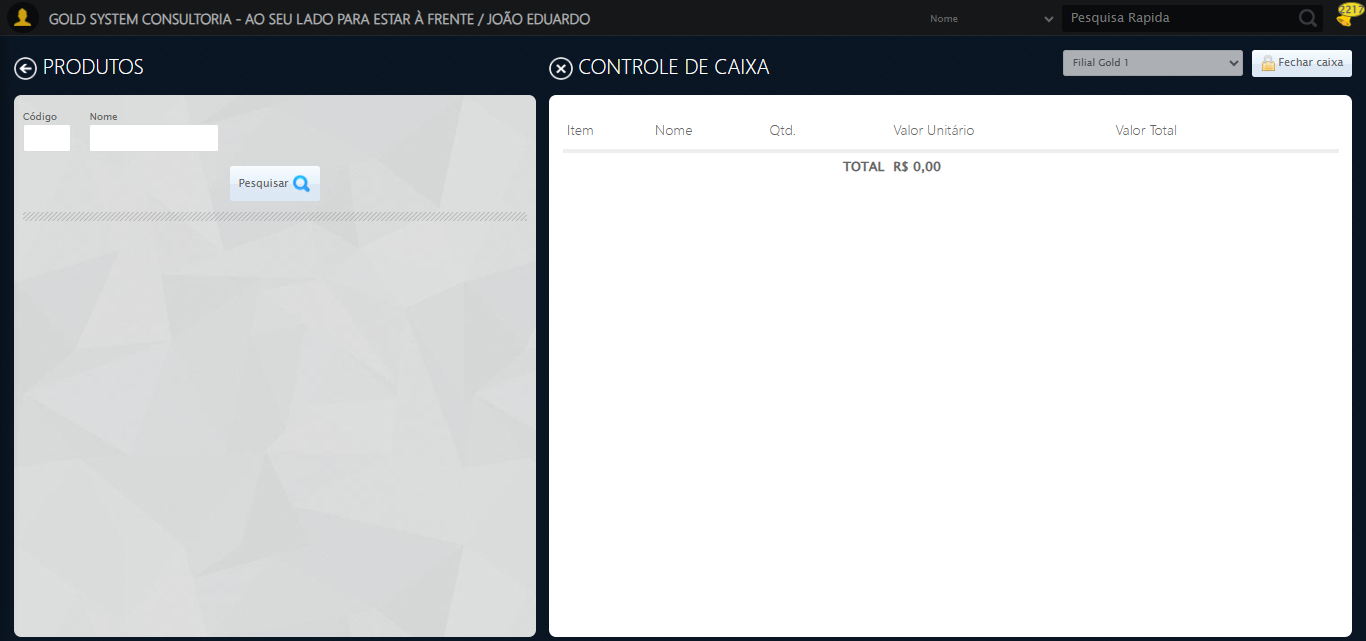 GOLD SYSTEM CONSULTORIA - AO SEU LADO PARA ESTAR À FRENTE / JOÃO EDUARDO
Nome
Pesquisa Rapida
2217
PRODUTOS
CONTROLE DE CAIXA
Filial Gold 1
Fechar caixa
Código Nome
Pesquisar
Item Nome Qtd. Valor Unitário Valor Total
TOTAL R$ 0,00